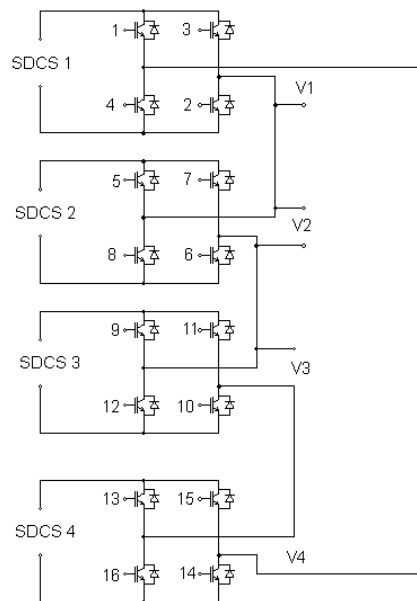 1 3
SDCS 1
V1
4 2
5 7
SDCS 2
V2
8 6
9 11
SDCS 3
V3
12 10
13 15
SDCS 4
V4
16 14